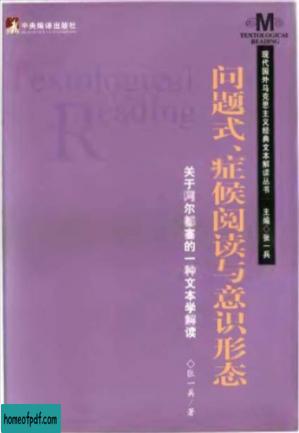 中央编译出版社
M
TEXTOLOGICAL
READING
Textological
Reading
R
现代国外马克思主义经典文本解读丛书
主编◇张一兵
问题式、症候阅读与意识形态
关于阿尔都塞的一种文本学解读
◇张一兵/著
homeofpdf.com
homeofpdf.com